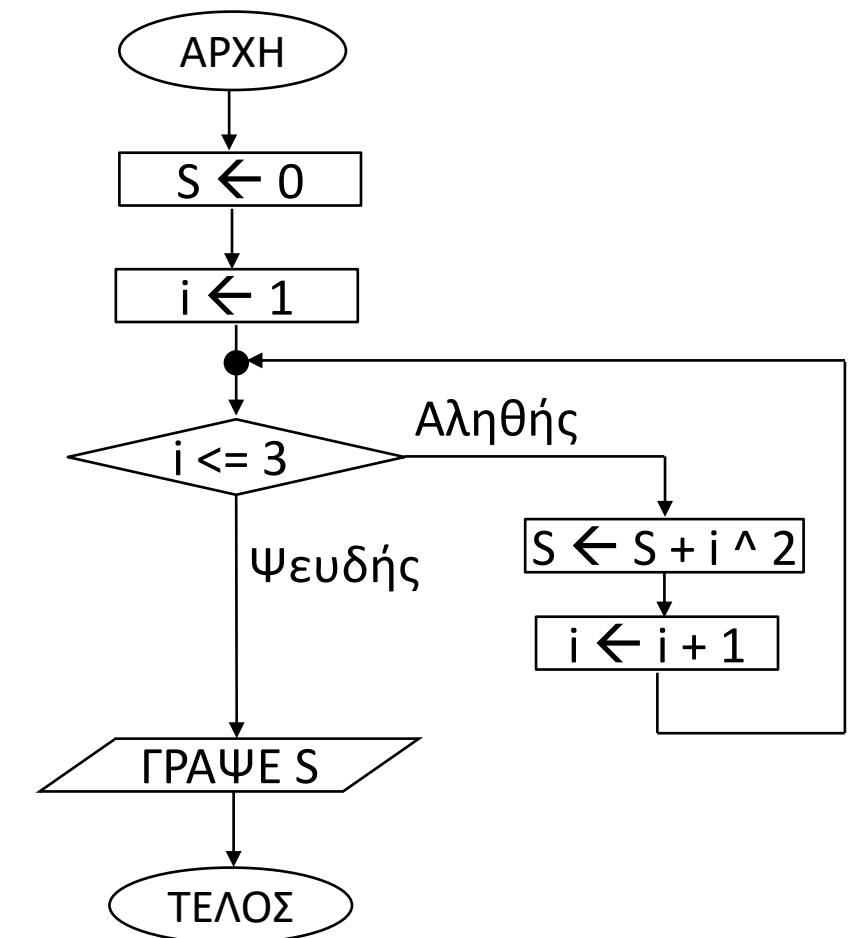 ΑΡΧΗ
S ← 0
i ← 1
Αληθής
i <= 3
S ← S + i ^ 2
Ψευδής
i ← i + 1
ΓΡΑΨΕ S
ΤΕΛΟΣ